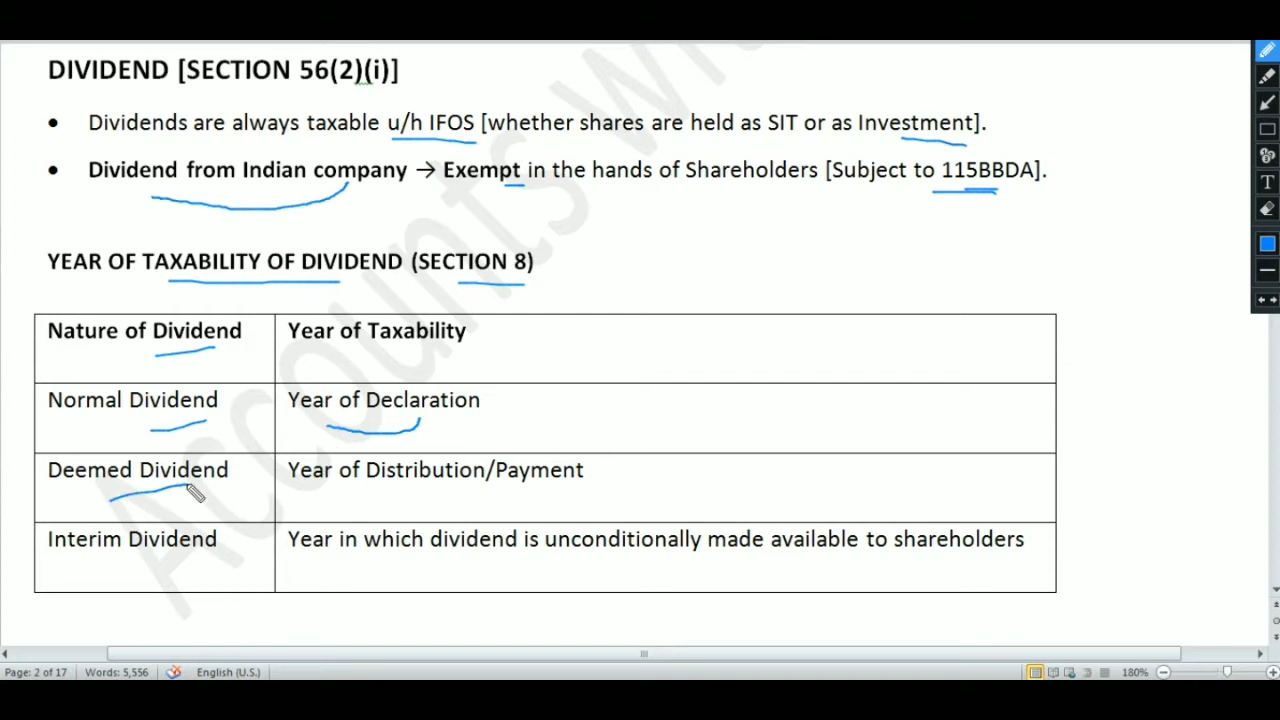 DIVIDEND [SECTION 56(2)(i)]
• Dividends are always taxable u/h IFOS [whether shares are held as SIT or as Investment].
• Dividend from Indian company → Exempt in the hands of Shareholders [Subject to 115BBDA].
YEAR OF TAXABILITY OF DIVIDEND (SECTION 8)
Nature of Dividend Year of Taxability
Normal Dividend Year of Declaration
Deemed Dividend Year of Distribution/Payment
Interim Dividend Year in which dividend is unconditionally made available to shareholders
Accounts
Page: 2 of 17 Words: 5,556 English (U.S.) 180%